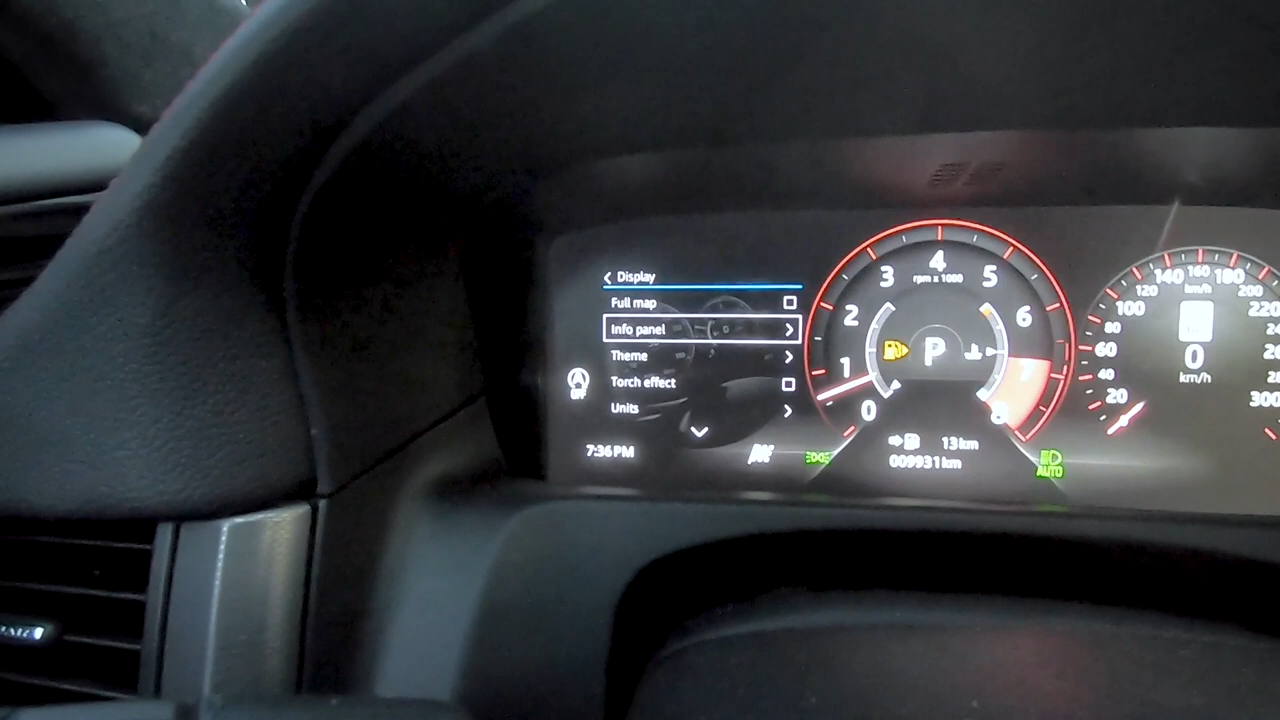 Display
Full map
Info panel
Theme
Torch effect
Units
OFF
7:36 PM
0
1
2
3
4
5
6
7
8
rpm x 1000
P
13km
009931km
AUTO
20
40
60
80
100
120
140
160
180
200
220
300
km/h
0
km/h